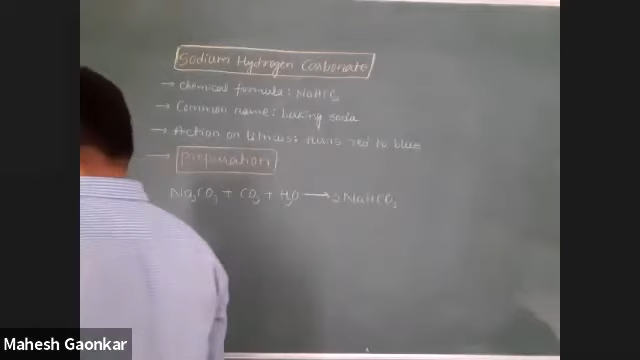 Sodium Hydrogen Carbonate
→ Chemical formula: NaHCO3
→ Common name: baking soda
→ Action on litmus: turns red to blue
→ Preparation
Na2CO3 + CO2 + H2O → 2NaHCO3
Mahesh Gaonkar